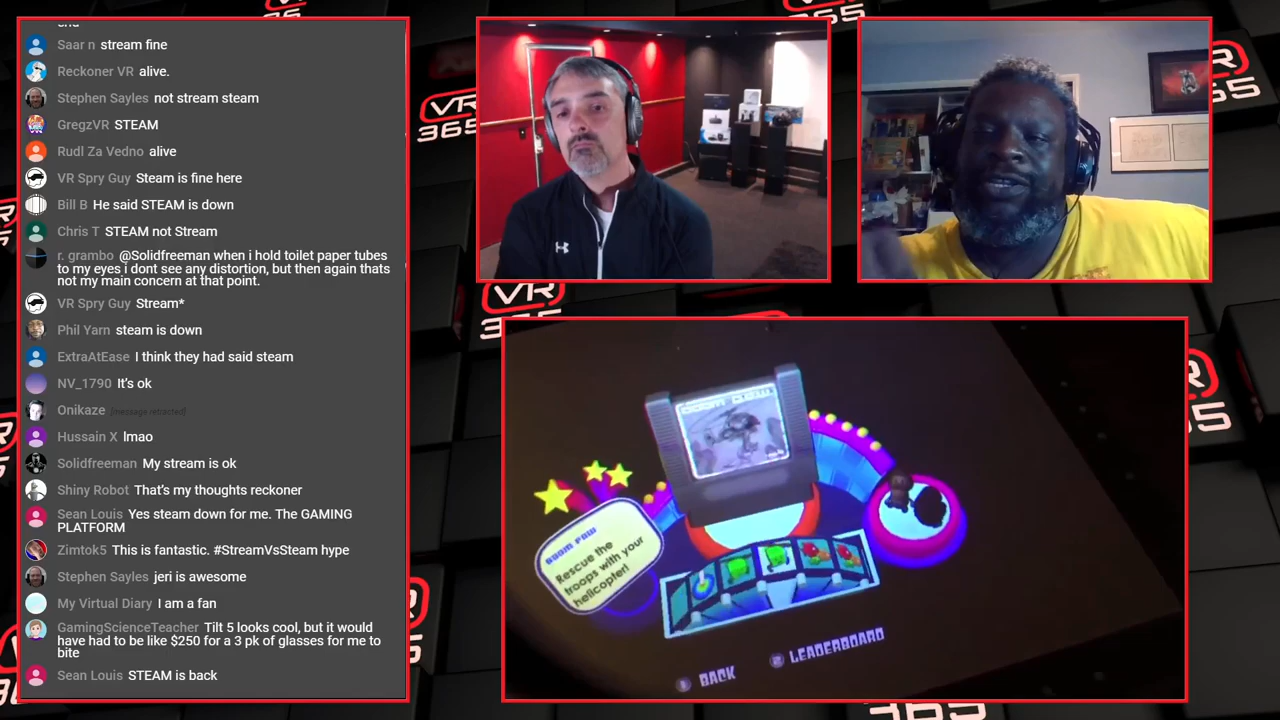 Saar n stream fine
Reckoner VR alive.
Stephen Sayles not stream steam
GregzVR STEAM
Rudl Za Vedno alive
VR Spry Guy Steam is fine here
Bill B He said STEAM is down
Chris T STEAM not Stream
r. grambo @Solidfreeman when i hold toilet paper tubes
to my eyes i dont see any distortion, but then again thats
not my main concern at that point.
VR Spry Guy Stream*
Phil Yarn steam is down
ExtraAtEase I think they had said steam
NV_1790 It's ok
Onikaze [message retracted]
Hussain X lmao
Solidfreeman My stream is ok
Shiny Robot That's my thoughts reckoner
Sean Louis Yes steam down for me. The GAMING
PLATFORM
Zimtok5 This is fantastic. #StreamVsSteam hype
Stephen Sayles jeri is awesome
My Virtual Diary I am a fan
GamingScienceTeacher Tilt 5 looks cool, but it would
have had to be like $250 for a 3 pk of glasses for me to
bite
Sean Louis STEAM is back
VR
365
VR
Rescue the
troops with your
helicopter!
BACK
LEADERBOARD
365